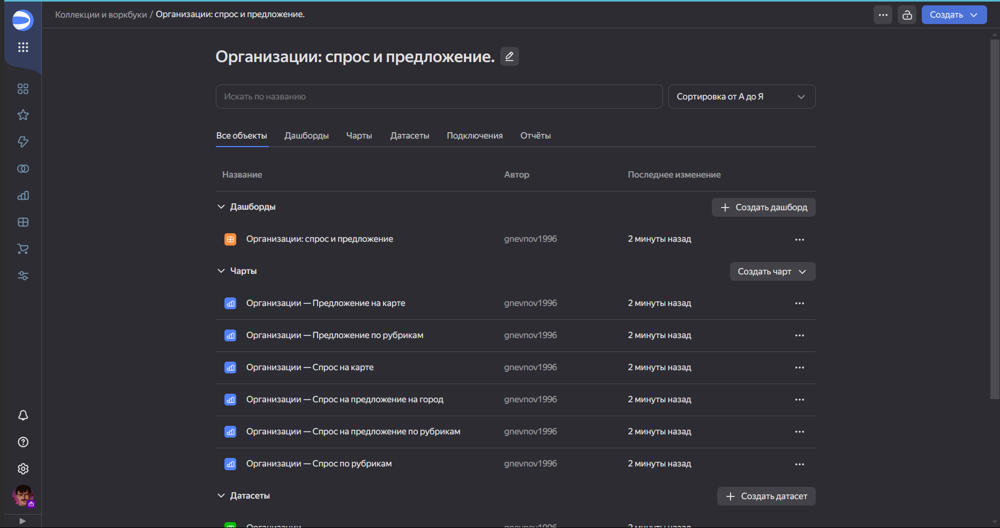 Коллекции и воркбуки / Организации: спрос и предложение.
Создать
Организации: спрос и предложение.
Искать по названию
Сортировка от А до Я
Все объекты Дашборды Чарты Датасеты Подключения Отчёты
Название Автор Последнее изменение
Дашборды Создать дашборд
Организации: спрос и предложение gnevnov1996 2 минуты назад
Чарты Создать чарт
Организации — Предложение на карте gnevnov1996 2 минуты назад
Организации — Предложение по рубрикам gnevnov1996 2 минуты назад
Организации — Спрос на карте gnevnov1996 2 минуты назад
Организации — Спрос на предложение на город gnevnov1996 2 минуты назад
Организации — Спрос на предложение по рубрикам gnevnov1996 2 минуты назад
Организации — Спрос по рубрикам gnevnov1996 2 минуты назад
Датасеты Создать датасет
Организации gnevnov1996 2 минуты назад